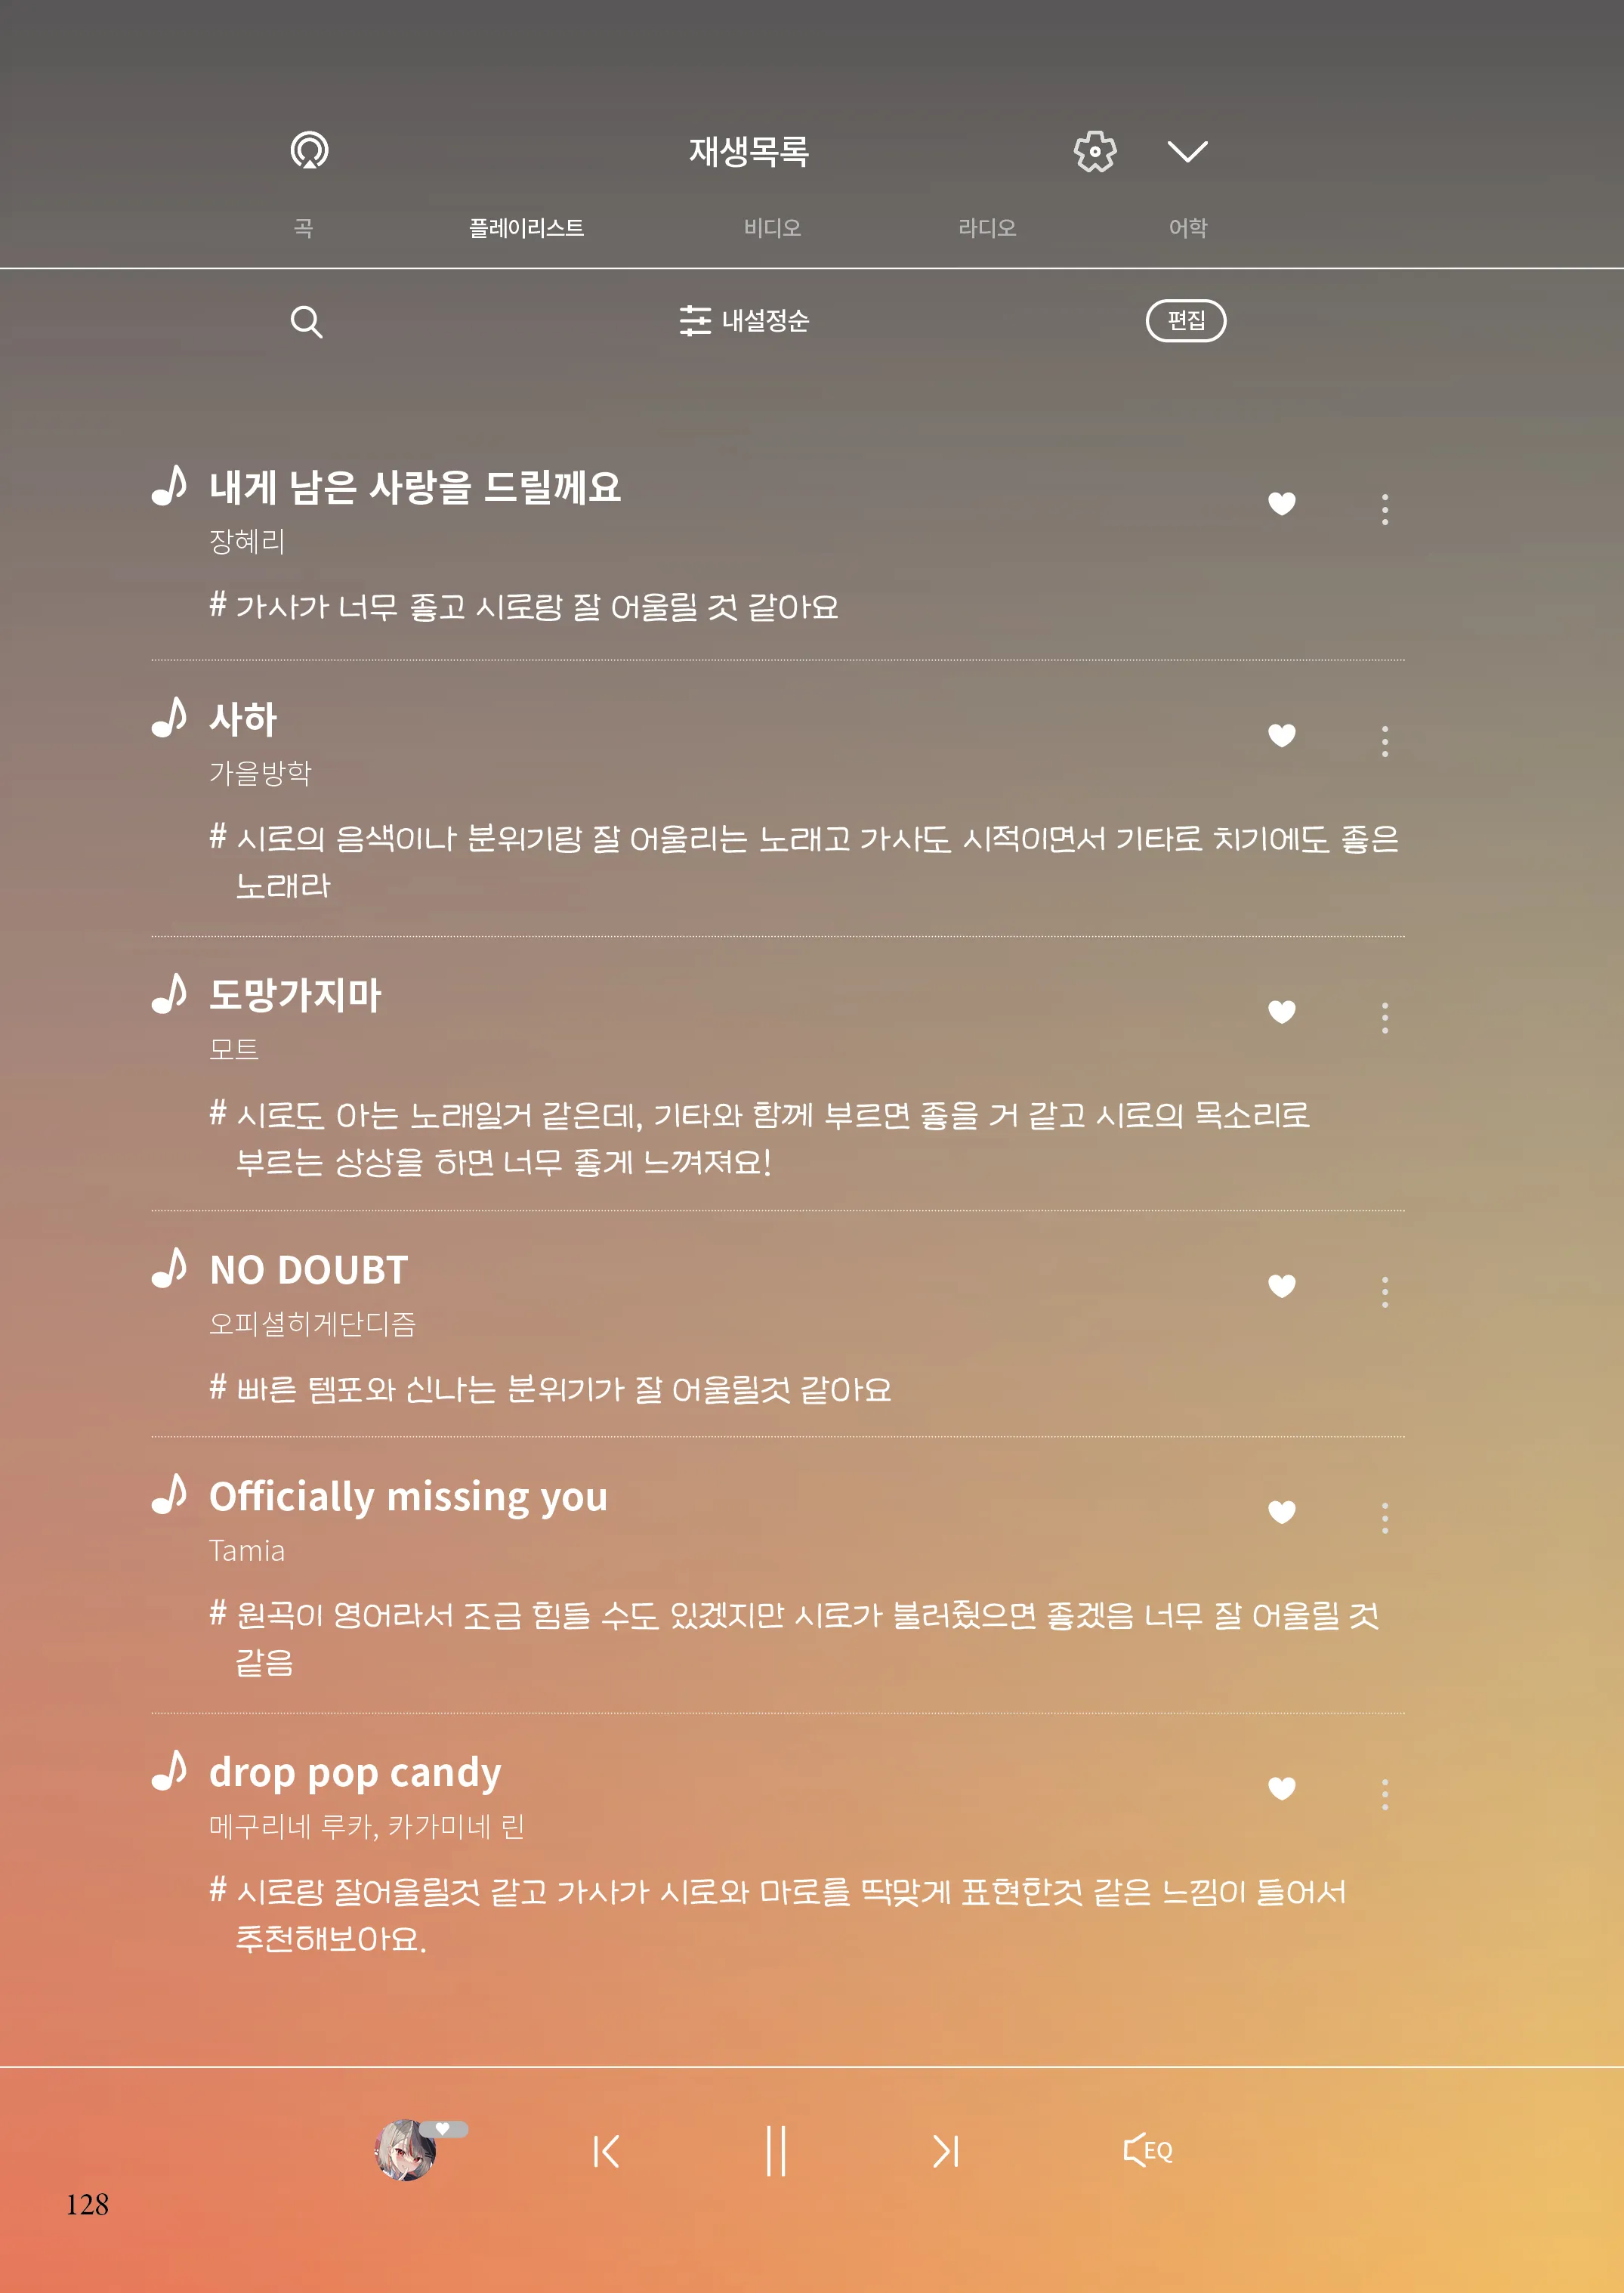 재생목록
곡 플레이리스트 비디오 라디오 어학
내설정순 편집
내게 남은 사랑을 드릴께요
장혜리
# 가사가 너무 좋고 시로랑 잘 어울릴 것 같아요
사하
가을방학
# 시로의 음색이나 분위기랑 잘 어울리는 노래고 가사도 시적이면서 기타로 치기에도 좋은
노래라
도망가지마
모트
# 시로도 아는 노래일거 같은데, 기타와 함께 부르면 좋을 거 같고 시로의 목소리로
부르는 상상을 하면 너무 좋게 느껴져요!
NO DOUBT
오피셜히게단디즘
# 빠른 템포와 신나는 분위기가 잘 어울릴것 같아요
Officially missing you
Tamia
# 원곡이 영어라서 조금 힘들 수도 있겠지만 시로가 불러줬으면 좋겠음 너무 잘 어울릴 것
같음
drop pop candy
메구리네 루카, 카가미네 린
# 시로랑 잘어울릴것 같고 가사가 시로와 마로를 딱맞게 표현한것 같은 느낌이 들어서
추천해보아요.
EQ
128